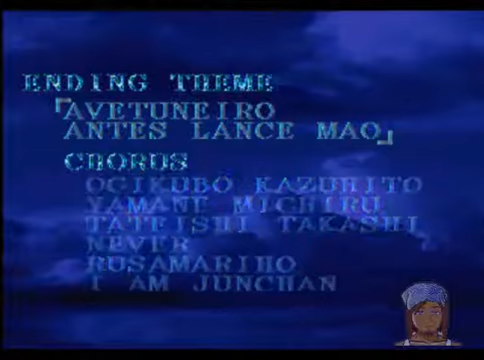 ENDING THEME
「AVETUNEIRO
ANTES LANCE MAO」
CHORUS
OGIKUBO KAZUHITO
YAMANE MICHIRU
TATEISHI TAKASHI
NEVER
RUSAMARIHO
I AM JUNCHAN